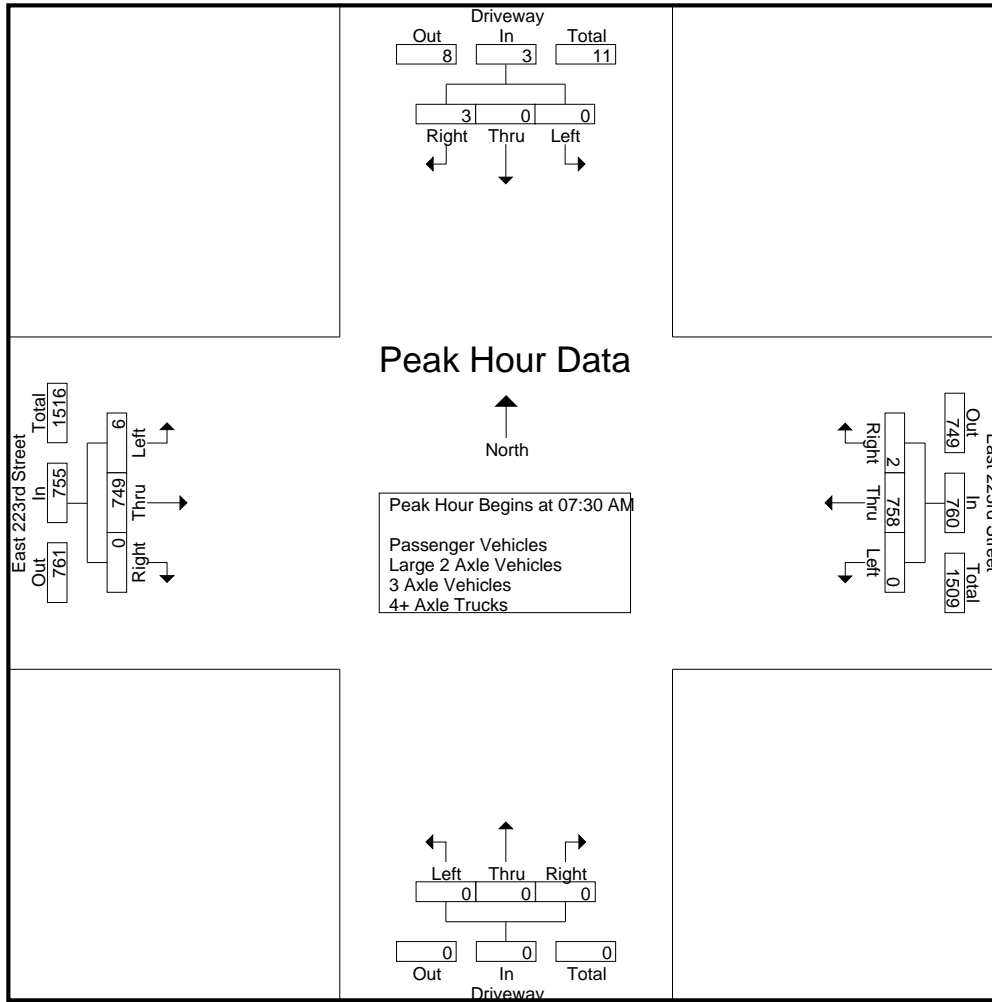 Driveway
Out In Total
8 3 11
3 0 0
Right Thru Left
Peak Hour Data
North
Peak Hour Begins at 07:30 AM
Passenger Vehicles
Large 2 Axle Vehicles
3 Axle Vehicles
4+ Axle Trucks
East 223rd Street
Out In Total
761 755 1516
0 749 6
Right Thru Left
East 223rd Street
Out In Total
749 760 1509
2 758 0
Right Thru Left
Left Thru Right
0 0 0
0 0 0
Out In Total
Driveway